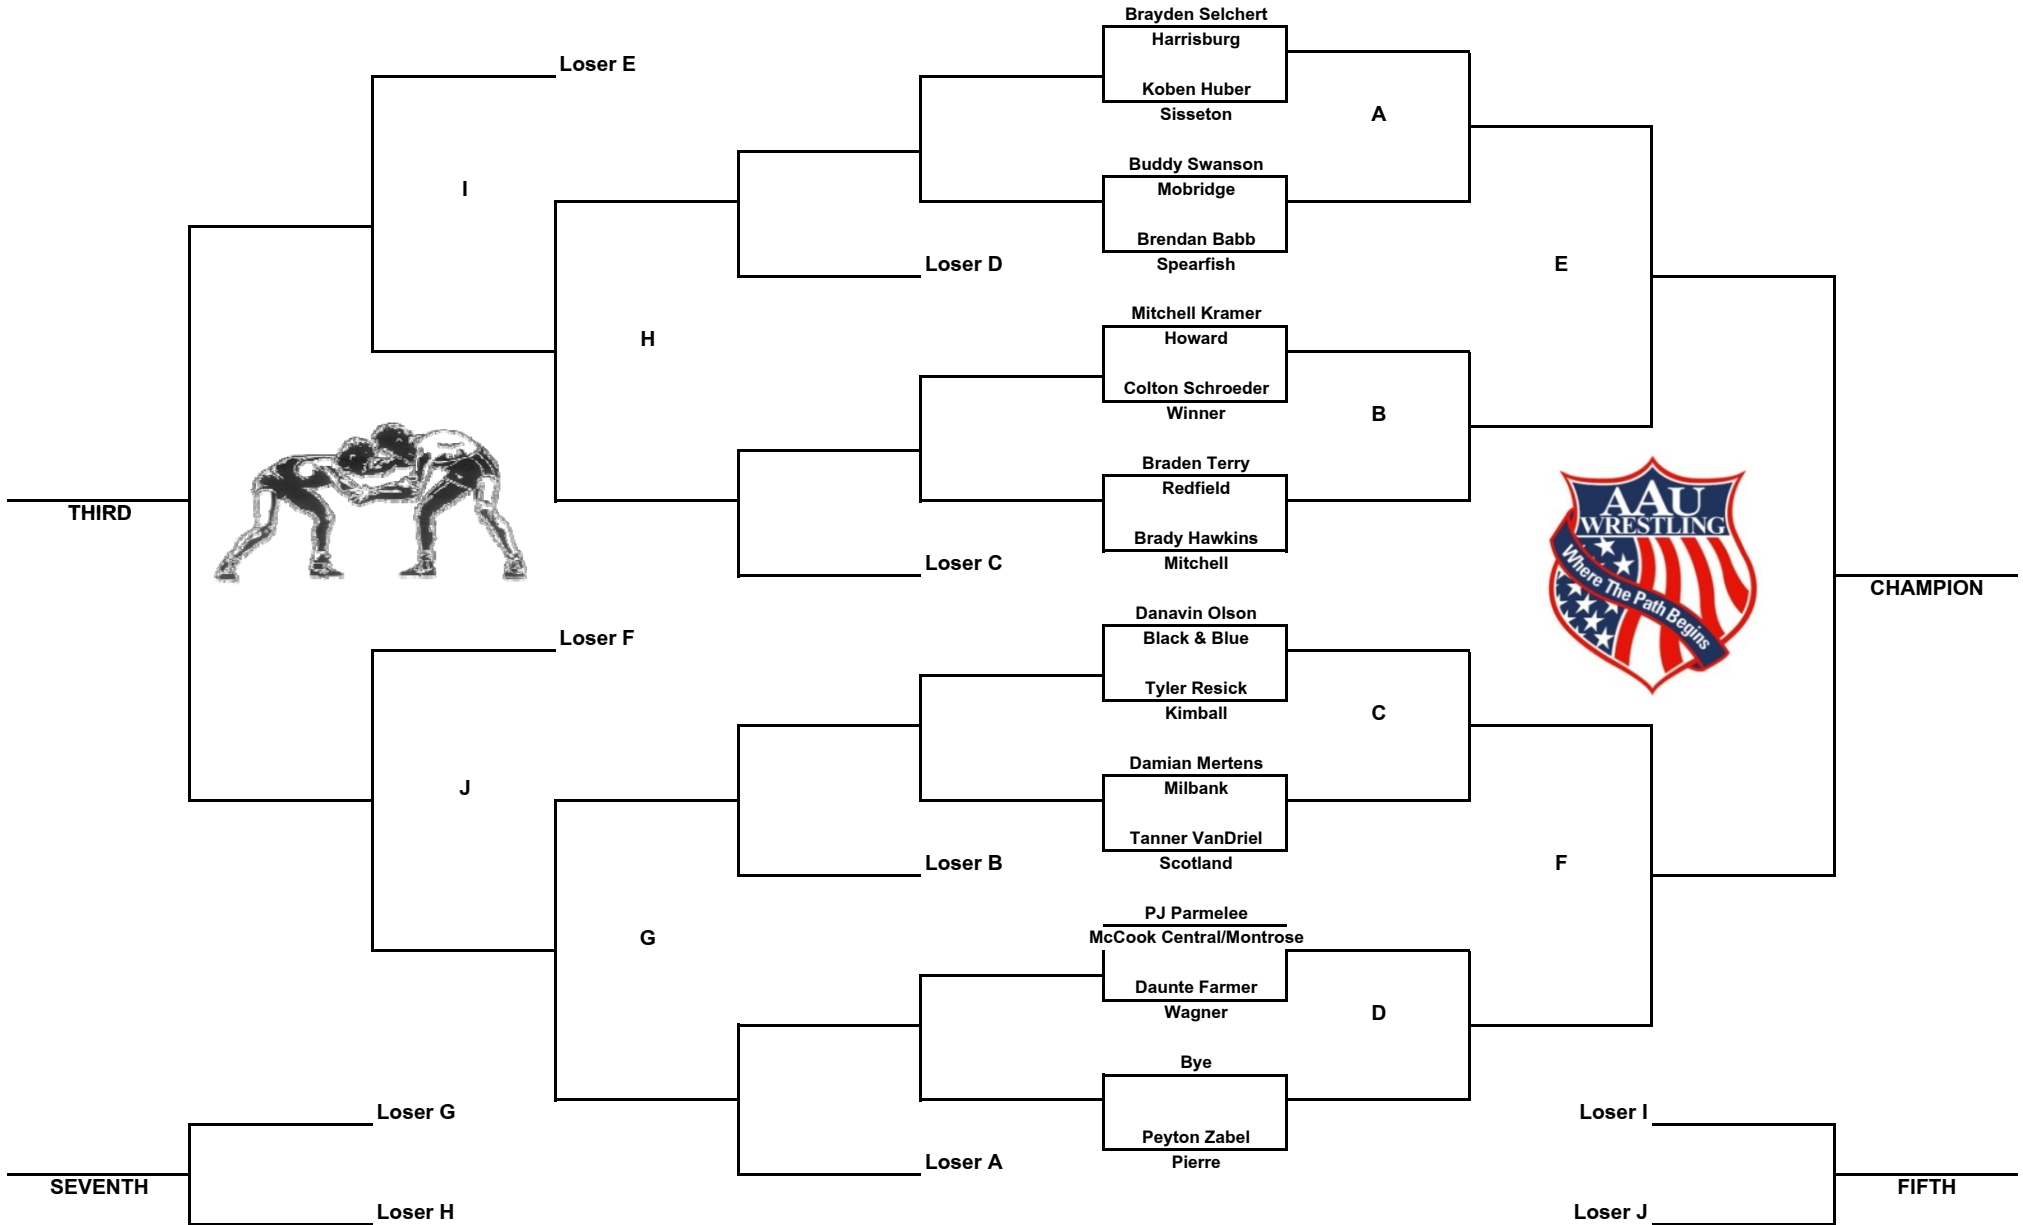 Brayden Selchert
Harrisburg
Loser E
Koben Huber
Sisseton
A
Buddy Swanson
Mobridge
I
Brendan Babb
Spearfish
Loser D
E
Mitchell Kramer
Howard
H
Colton Schroeder
Winner
B
Braden Terry
Redfield
THIRD
Brady Hawkins
Mitchell
Loser C
AAU
WRESTLING
Where The Path Begins
CHAMPION
Danavin Olson
Black & Blue
Loser F
Tyler Resick
Kimball
C
Damian Mertens
Milbank
J
Tanner VanDriel
Scotland
Loser B
F
PJ Parmelee
McCook Central/Montrose
G
Daunte Farmer
Wagner
D
Bye
Loser G
Loser I
Peyton Zabel
Pierre
Loser A
SEVENTH
FIFTH
Loser H
Loser J